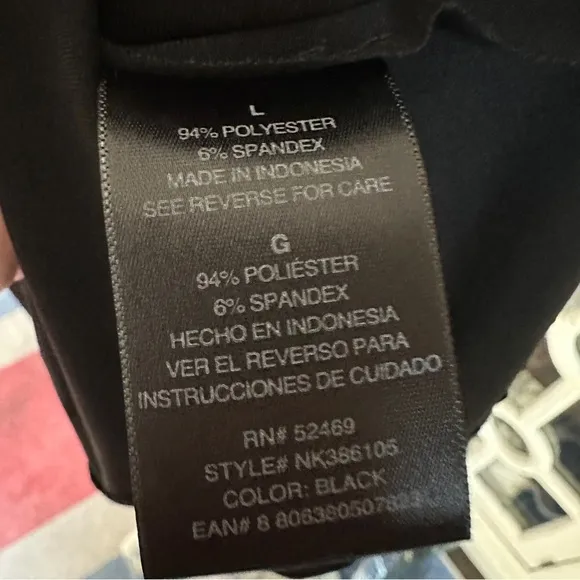 L
94% POLYESTER
6% SPANDEX
MADE IN INDONESIA
SEE REVERSE FOR CARE
G
94% POLIÉSTER
6% SPANDEX
HECHO EN INDONESIA
VER EL REVERSO PARA
INSTRUCCIONES DE CUIDADO
RN# 52469
STYLE# NK386105
COLOR: BLACK
EAN# 8